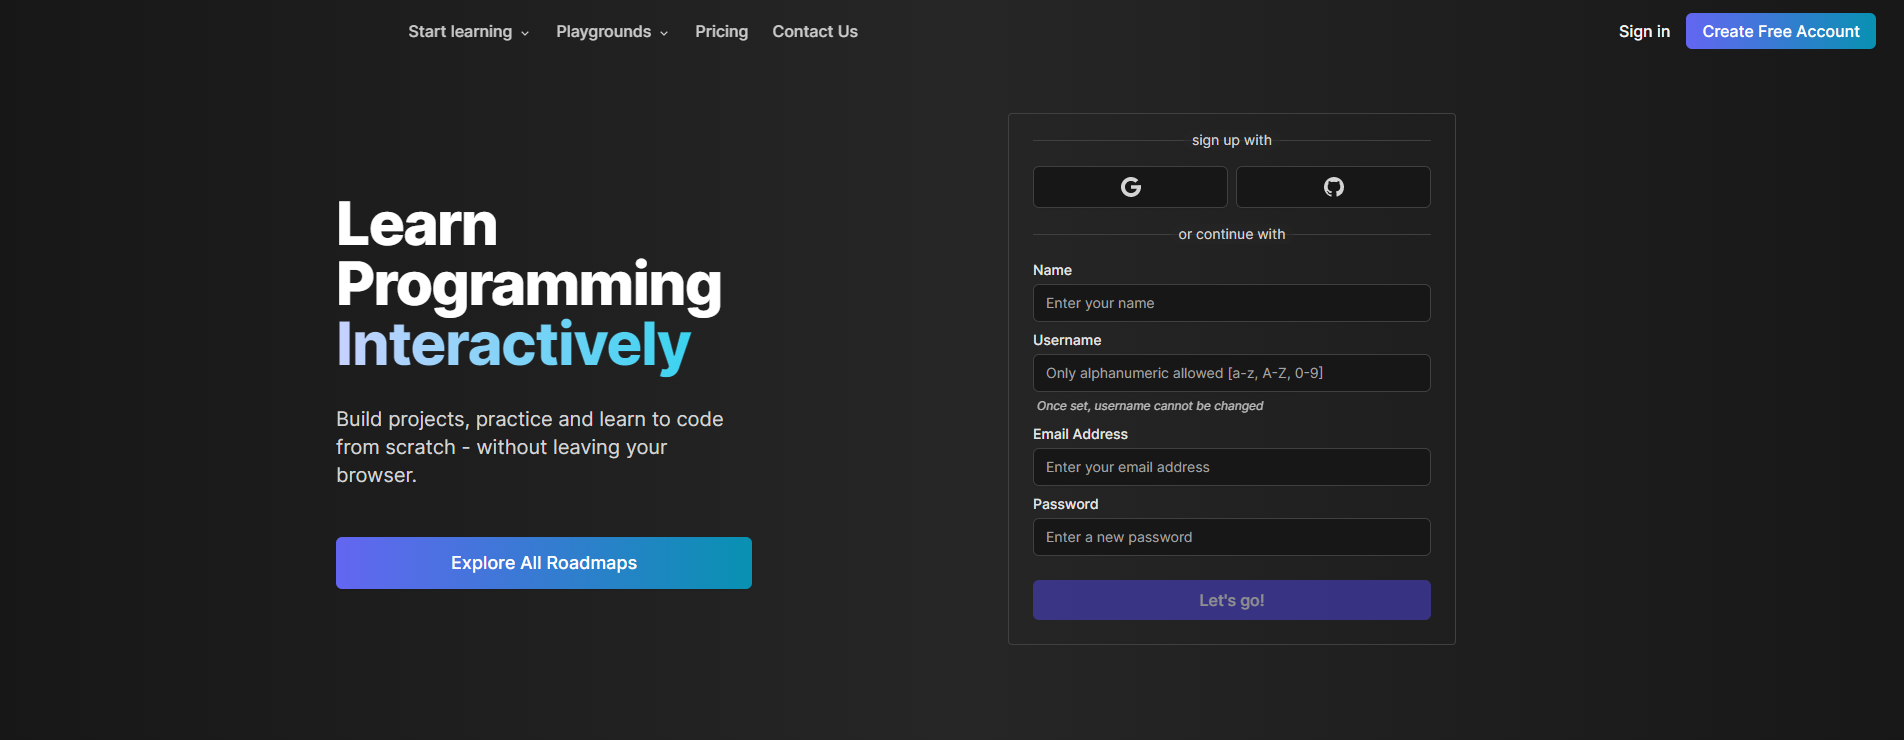 Start learning
Playgrounds
Pricing
Contact Us
Sign in
Create Free Account
Learn
Programming
Interactively
Build projects, practice and learn to code
from scratch - without leaving your
browser.
Explore All Roadmaps
sign up with
or continue with
Name
Enter your name
Username
Only alphanumeric allowed [a-z, A-Z, 0-9]
Once set, username cannot be changed
Email Address
Enter your email address
Password
Enter a new password
Let's go!